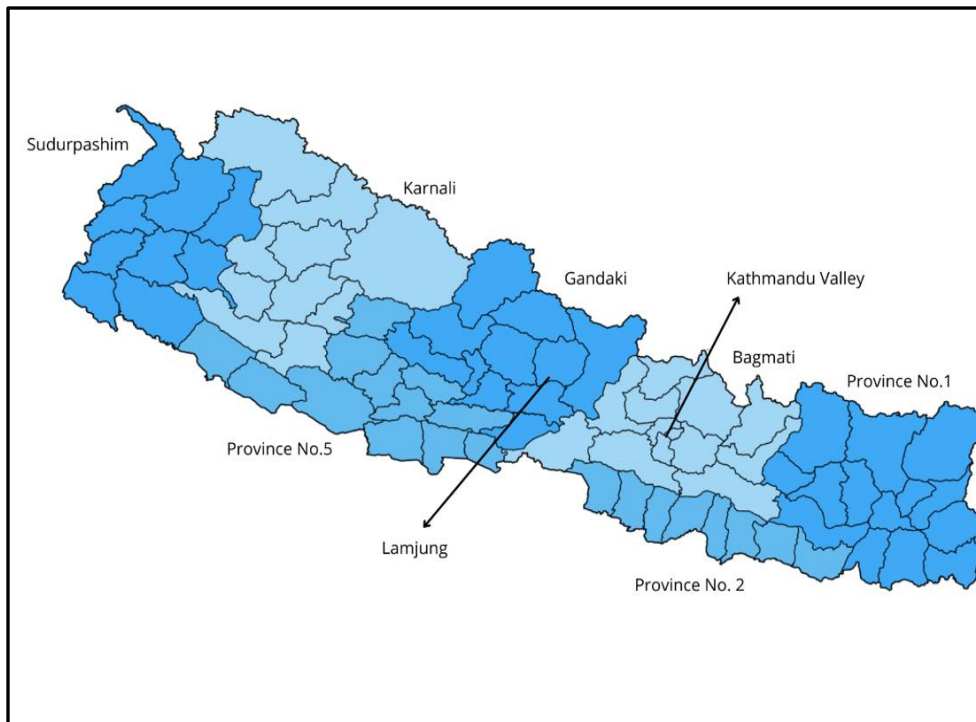 Sudurpashim
Karnali
Gandaki
Kathmandu Valley
Bagmati
Province No.1
Province No.5
Lamjung
Province No. 2